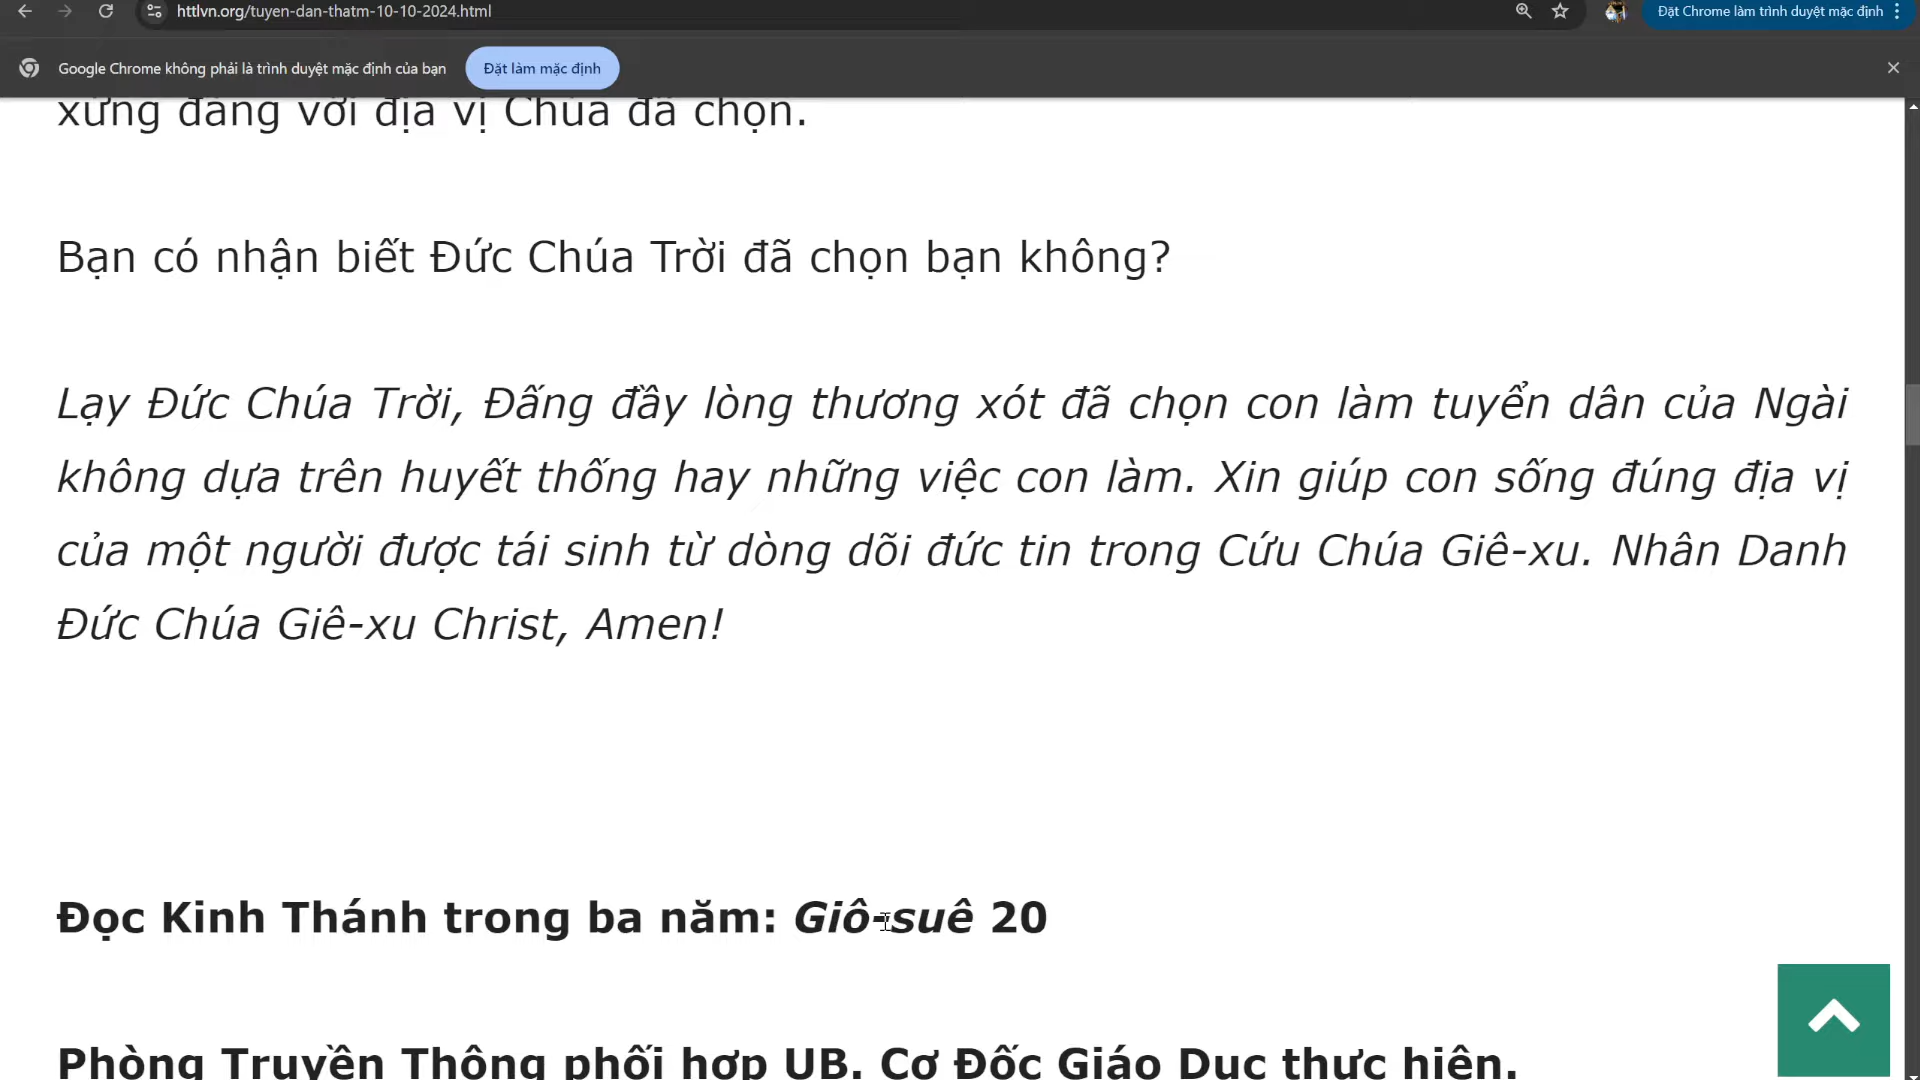 httlvn.org/tuyen-dan-thatm-10-10-2024.html
Đặt Chrome làm trình duyệt mặc định
Google Chrome không phải là trình duyệt mặc định của bạn
Đặt làm mặc định
xứng đáng với địa vị Chúa đã chọn.
Bạn có nhận biết Đức Chúa Trời đã chọn bạn không?
Lạy Đức Chúa Trời, Đấng đầy lòng thương xót đã chọn con làm tuyển dân của Ngài
không dựa trên huyết thống hay những việc con làm. Xin giúp con sống đúng địa vị
của một người được tái sinh từ dòng dõi đức tin trong Cứu Chúa Giê-xu. Nhân Danh
Đức Chúa Giê-xu Christ, Amen!
Đọc Kinh Thánh trong ba năm: Giô-suê 20
Phòng Truyền Thông phối hợp UB. Cơ Đốc Giáo Dục thực hiện.